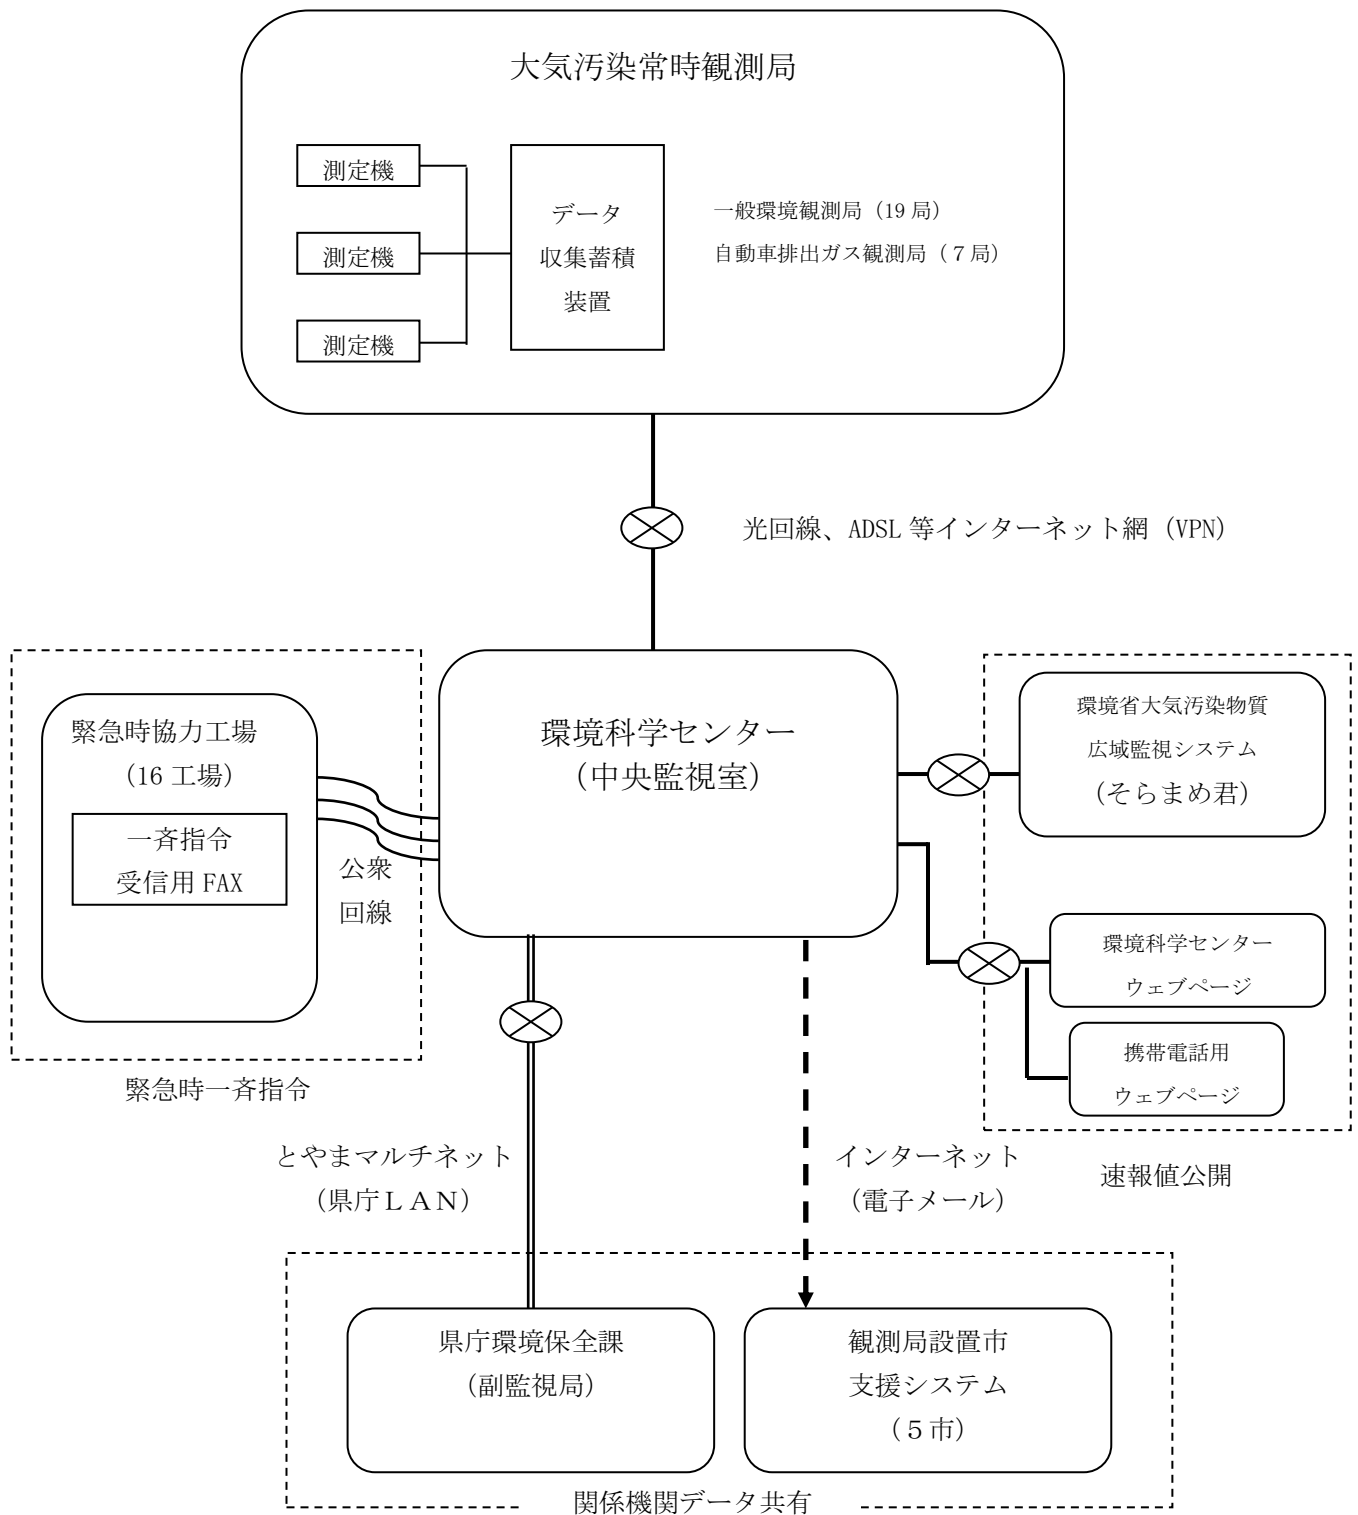 大気汚染常時観測局
測定機
測定機
測定機
データ
収集蓄積
装置
一般環境観測局（19 局）
自動車排出ガス観測局（７局）
光回線、ADSL 等インターネット網（VPN）
緊急時協力工場
（16 工場）
一斉指令
受信用 FAX
公衆
回線
緊急時一斉指令
環境科学センター
（中央監視室）
環境省大気汚染物質
広域監視システム
（そらまめ君）
環境科学センター
ウェブページ
携帯電話用
ウェブページ
速報値公開
とやまマルチネット
（県庁ＬＡＮ）
インターネット
（電子メール）
県庁環境保全課
（副監視局）
観測局設置市
支援システム
（５市）
関係機関データ共有